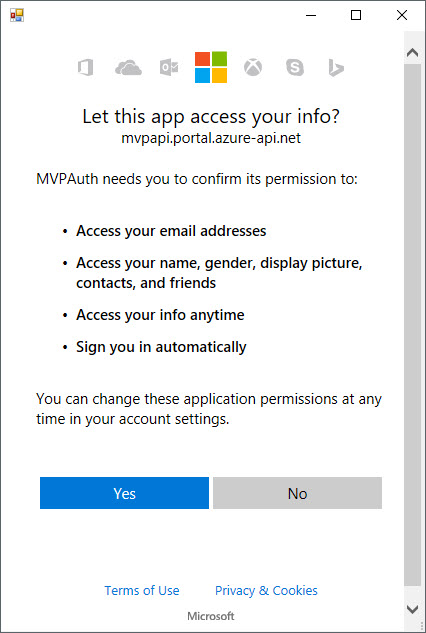 Let this app access your info?
mvpapi.portal.azure-api.net
MVPAuth needs you to confirm its permission to:
• Access your email addresses
• Access your name, gender, display picture,
contacts, and friends
• Access your info anytime
• Sign you in automatically
You can change these application permissions at any
time in your account settings.
Yes
No
Terms of Use
Privacy & Cookies
Microsoft